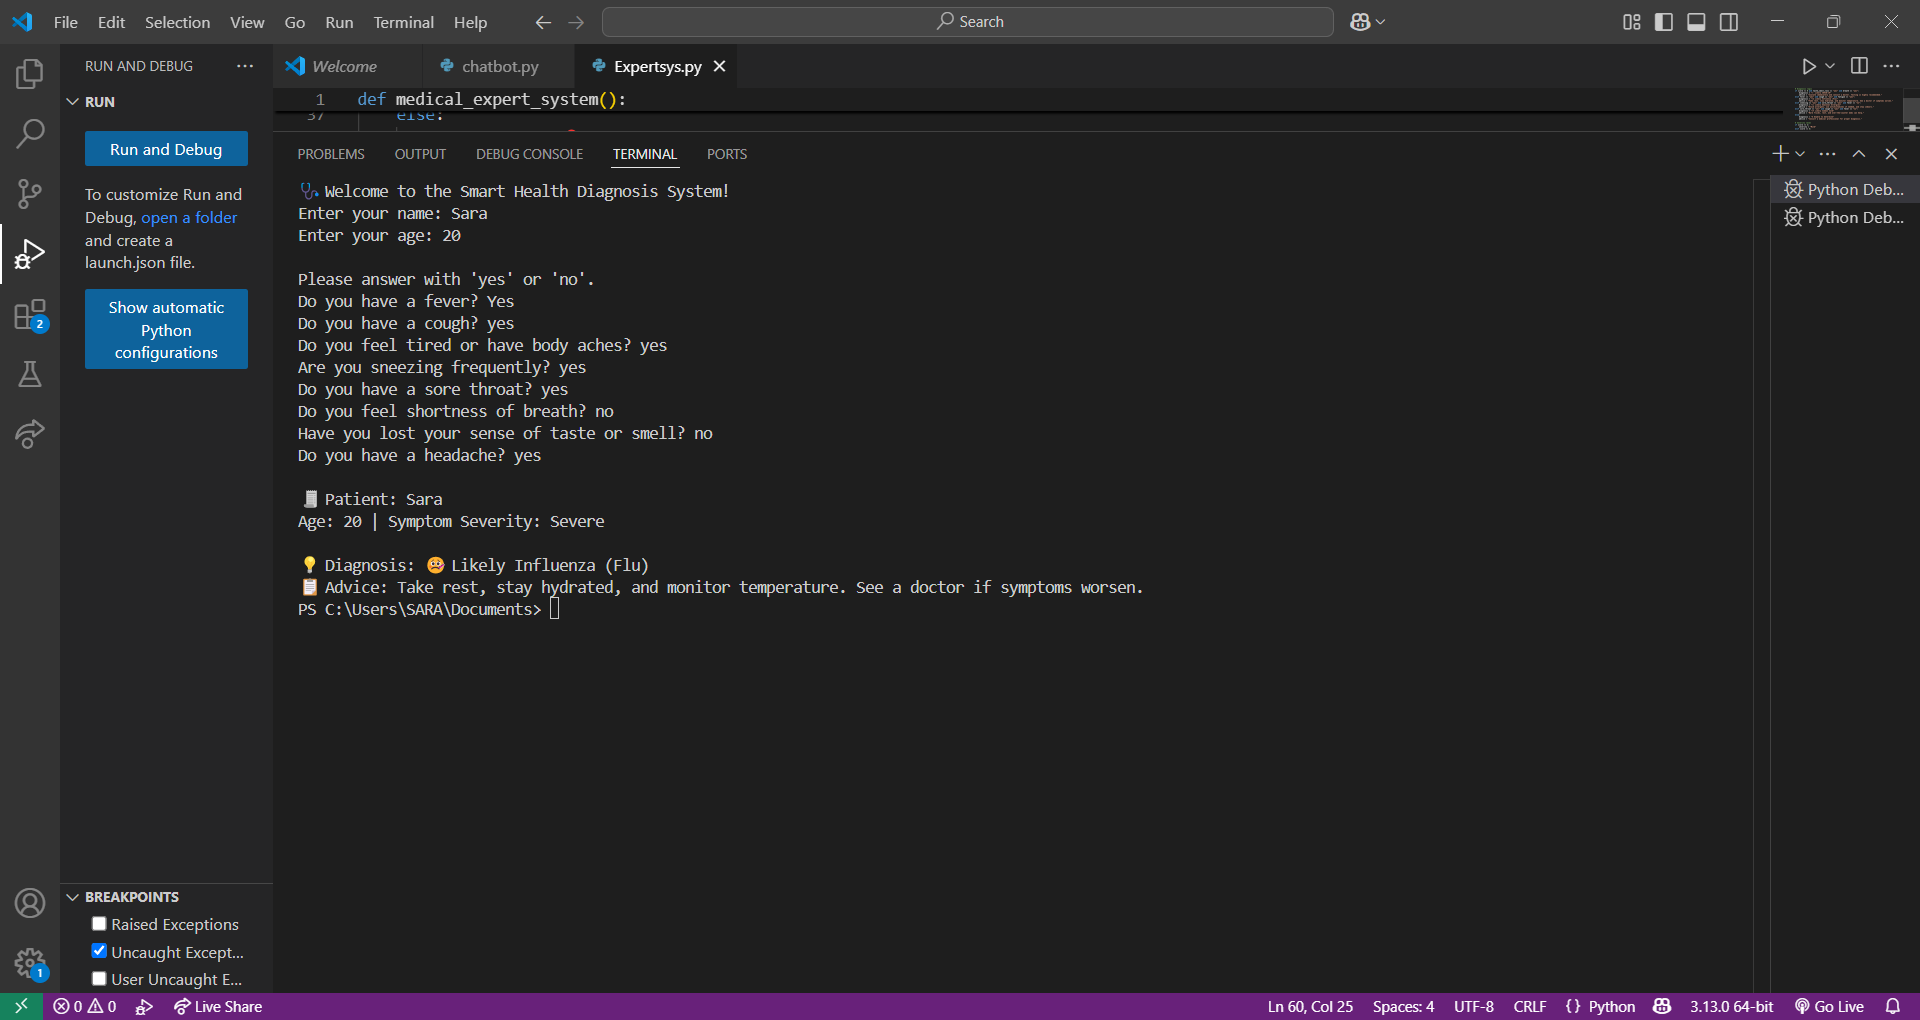 File Edit Selection View Go Run Terminal Help
Search
RUN AND DEBUG
Welcome
chatbot.py
Expertsys.py
RUN
Run and Debug
To customize Run and
Debug, open a folder
and create a
launch.json file.
Show automatic
Python
configurations
1 def medical_expert_system():
37 else:
PROBLEMS OUTPUT DEBUG CONSOLE TERMINAL PORTS
🩺 Welcome to the Smart Health Diagnosis System!
Enter your name: Sara
Enter your age: 20
Please answer with 'yes' or 'no'.
Do you have a fever? Yes
Do you have a cough? yes
Do you feel tired or have body aches? yes
Are you sneezing frequently? yes
Do you have a sore throat? yes
Do you feel shortness of breath? no
Have you lost your sense of taste or smell? no
Do you have a headache? yes
🧾 Patient: Sara
Age: 20 | Symptom Severity: Severe
💡 Diagnosis: 🤒 Likely Influenza (Flu)
📋 Advice: Take rest, stay hydrated, and monitor temperature. See a doctor if symptoms worsen.
PS C:\Users\SARA\Documents>
Python Deb...
Python Deb...
2
BREAKPOINTS
Raised Exceptions
Uncaught Except...
User Uncaught E...
1
0 0
Live Share
Ln 60, Col 25 Spaces: 4 UTF-8 CRLF {} Python 3.13.0 64-bit Go Live